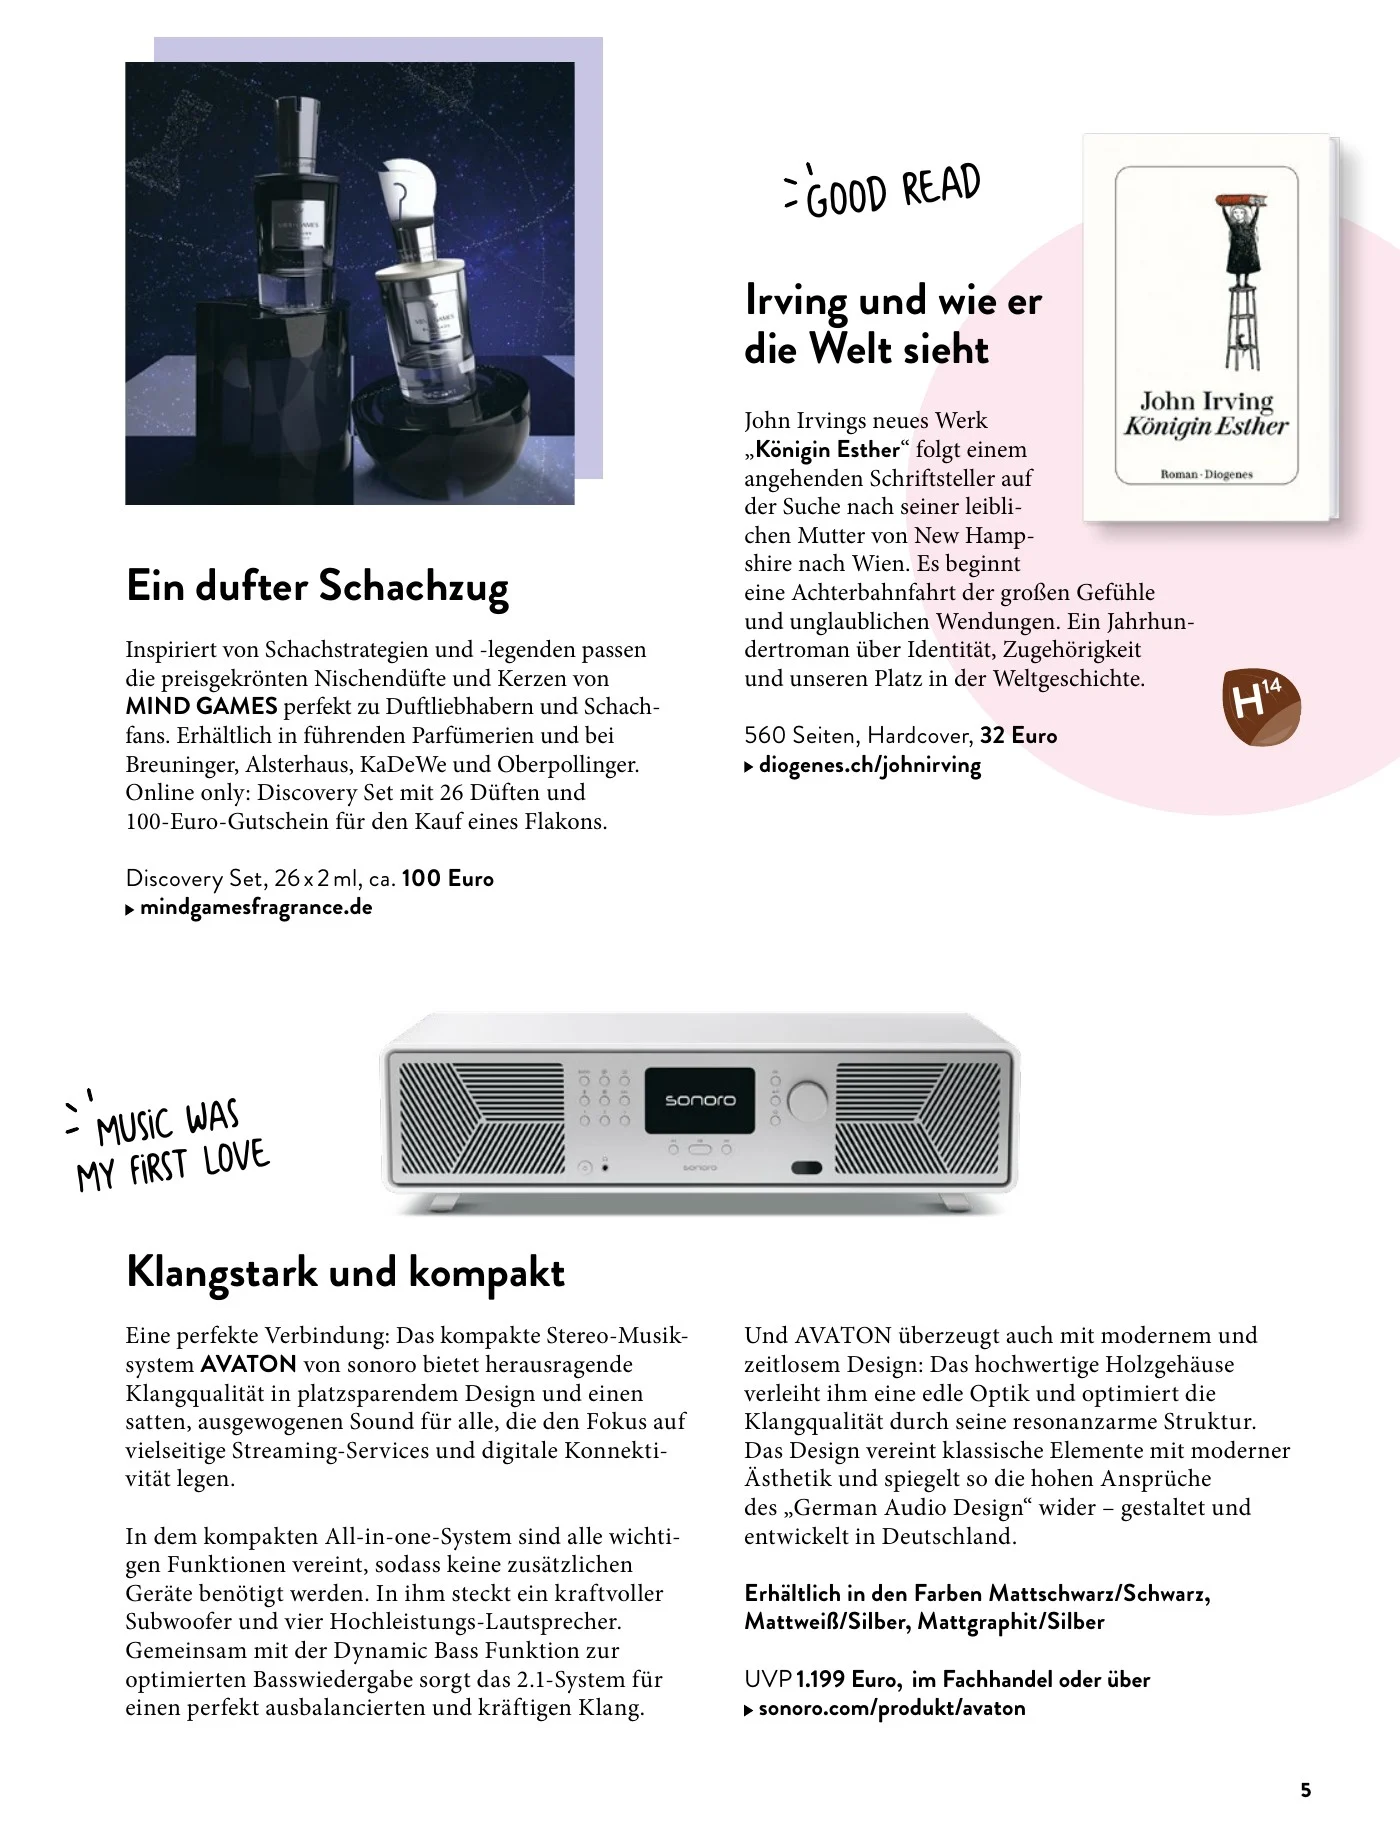 Ein dufter Schachzug
Inspiriert von Schachstrategien und -legenden passen
die preisgekrönten Nischendüfte und Kerzen von
MIND GAMES perfekt zu Duftliebhabern und Schach-
fans. Erhältlich in führenden Parfümerien und bei
Breuninger, Alsterhaus, KaDeWe und Oberpollinger.
Online only: Discovery Set mit 26 Düften und
100-Euro-Gutschein für den Kauf eines Flakons.
Discovery Set, 26 x 2 ml, ca. 100 Euro
▸ mindgamesfragrance.de
GOOD READ
Irving und wie er
die Welt sieht
John Irvings neues Werk
„Königin Esther“ folgt einem
angehenden Schriftsteller auf
der Suche nach seiner leibli-
chen Mutter von New Hamp-
shire nach Wien. Es beginnt
eine Achterbahnfahrt der großen Gefühle
und unglaublichen Wendungen. Ein Jahrhun-
dertroman über Identität, Zugehörigkeit
und unseren Platz in der Weltgeschichte.
560 Seiten, Hardcover, 32 Euro
▸ diogenes.ch/johnirving
John Irving
Königin Esther
Roman · Diogenes
H14
MUSIC WAS
MY FIRST LOVE
sonoro
sonoro
Klangstark und kompakt
Eine perfekte Verbindung: Das kompakte Stereo-Musik-
system AVATON von sonoro bietet herausragende
Klangqualität in platzsparendem Design und einen
satten, ausgewogenen Sound für alle, die den Fokus auf
vielseitige Streaming-Services und digitale Konnekti-
vität legen.
In dem kompakten All-in-one-System sind alle wichti-
gen Funktionen vereint, sodass keine zusätzlichen
Geräte benötigt werden. In ihm steckt ein kraftvoller
Subwoofer und vier Hochleistungs-Lautsprecher.
Gemeinsam mit der Dynamic Bass Funktion zur
optimierten Basswiedergabe sorgt das 2.1-System für
einen perfekt ausbalancierten und kräftigen Klang.
Und AVATON überzeugt auch mit modernem und
zeitlosem Design: Das hochwertige Holzgehäuse
verleiht ihm eine edle Optik und optimiert die
Klangqualität durch seine resonanzarme Struktur.
Das Design vereint klassische Elemente mit moderner
Ästhetik und spiegelt so die hohen Ansprüche
des „German Audio Design“ wider – gestaltet und
entwickelt in Deutschland.
Erhältlich in den Farben Mattschwarz/Schwarz,
Mattweiß/Silber, Mattgraphit/Silber
UVP 1.199 Euro, im Fachhandel oder über
▸ sonoro.com/produkt/avaton
5